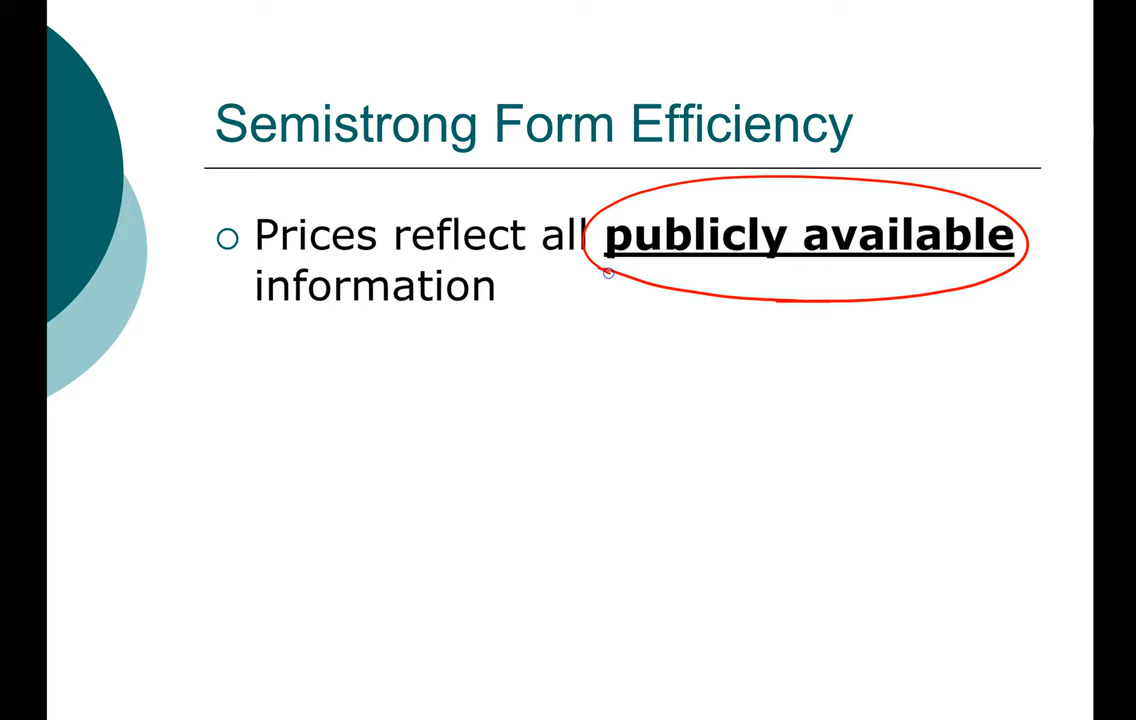 Semistrong Form Efficiency
Prices reflect all publicly available
information